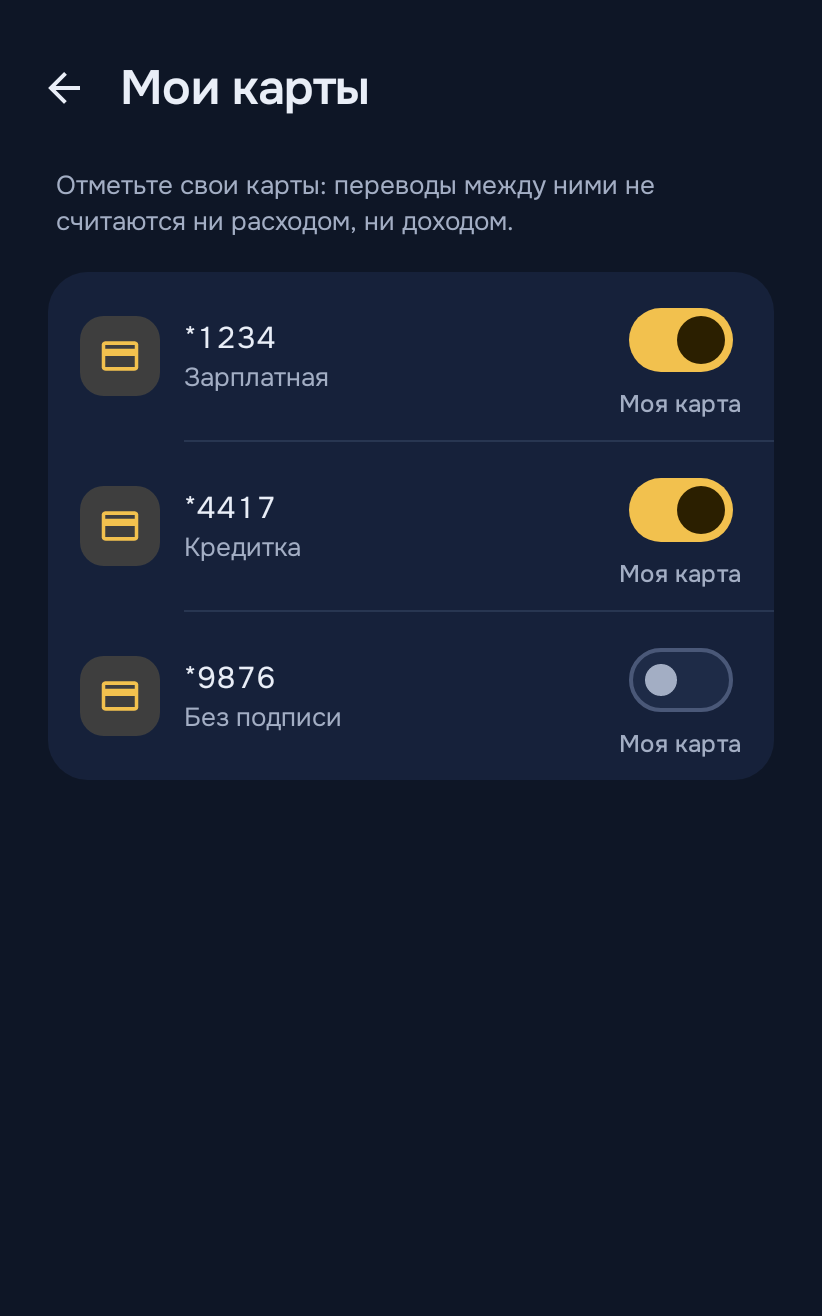 Мои карты
Отметьте свои карты: переводы между ними не
считаются ни расходом, ни доходом.
*1234
Зарплатная
Моя карта
*4417
Кредитка
Моя карта
*9876
Без подписи
Моя карта